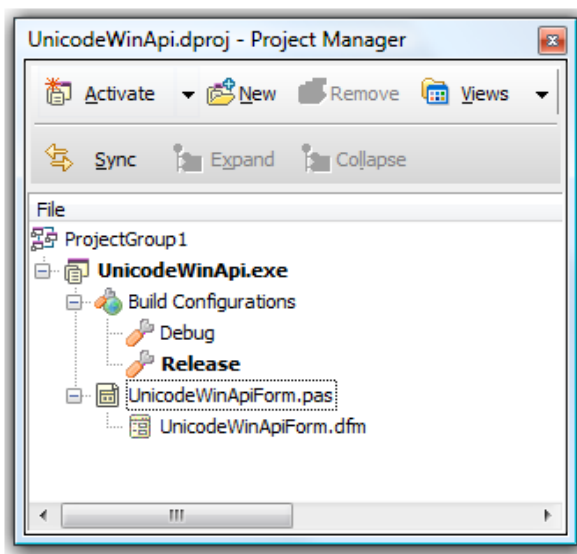 UnicodeWinApi.dproj - Project Manager
Activate New Remove Views
Sync Expand Collapse
File
ProjectGroup1
UnicodeWinApi.exe
Build Configurations
Debug
Release
UnicodeWinApiForm.pas
UnicodeWinApiForm.dfm